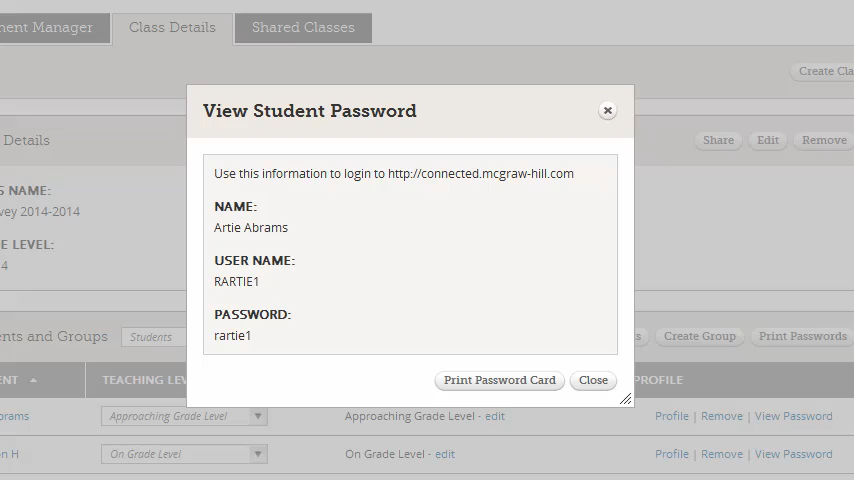 nent Manager
Class Details
Shared Classes
Create Cla
View Student Password
Details
Share
Edit
Remove
Use this information to login to http://connected.mcgraw-hill.com
S NAME:
vey 2014-2014
NAME:
Artie Abrams
E LEVEL:
4
USER NAME:
RARTIE1
PASSWORD:
rartie1
ents and Groups
Students
s
Create Group
Print Passwords
Print Password Card
Close
ENT
TEACHING LEV
PROFILE
brams
Approaching Grade Level
Approaching Grade Level - edit
Profile | Remove | View Password
on H
On Grade Level
On Grade Level - edit
Profile | Remove | View Password